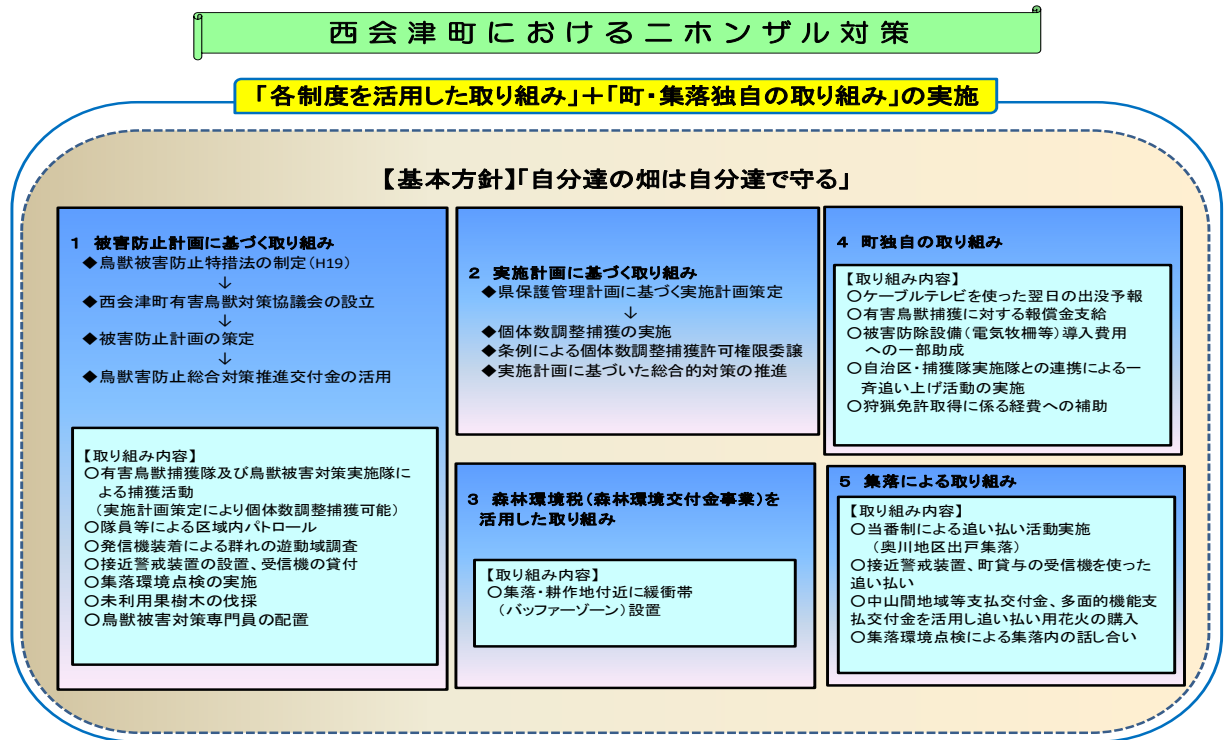 西会津町におけるニホンザル対策
「各制度を活用した取り組み」＋「町・集落独自の取り組み」の実施
【基本方針】「自分達の畑は自分達で守る」
1 被害防止計画に基づく取り組み
◆鳥獣被害防止特措法の制定(H19)
↓
◆西会津町有害鳥獣対策協議会の設立
↓
◆被害防止計画の策定
↓
◆鳥獣害防止総合対策推進交付金の活用
【取り組み内容】
○有害鳥獣捕獲隊及び鳥獣被害対策実施隊に
よる捕獲活動
(実施計画策定により個体数調整捕獲可能)
○隊員等による区域内パトロール
○発信機装着による群れの遊動域調査
○接近警戒装置の設置、受信機の貸付
○集落環境点検の実施
○未利用果樹木の伐採
○鳥獣被害対策専門員の配置
2 実施計画に基づく取り組み
◆県保護管理計画に基づく実施計画策定
↓
◆個体数調整捕獲の実施
◆条例による個体数調整捕獲許可権限委譲
◆実施計画に基づいた総合的対策の推進
3 森林環境税(森林環境交付金事業)を
活用した取り組み
【取り組み内容】
○集落・耕作地付近に緩衝帯
(バッファーゾーン)設置
4 町独自の取り組み
【取り組み内容】
○ケーブルテレビを使った翌日の出没予報
○有害鳥獣捕獲に対する報償金支給
○被害防除設備(電気牧柵等)導入費用
への一部助成
○自治区・捕獲隊実施隊との連携による一
斉追い上げ活動の実施
○狩猟免許取得に係る経費への補助
5 集落による取り組み
【取り組み内容】
○当番制による追い払い活動実施
(奥川地区出戸集落)
○接近警戒装置、町貸与の受信機を使った
追い払い
○中山間地域等支払交付金、多面的機能支
払交付金を活用し追い払い用花火の購入
○集落環境点検による集落内の話し合い